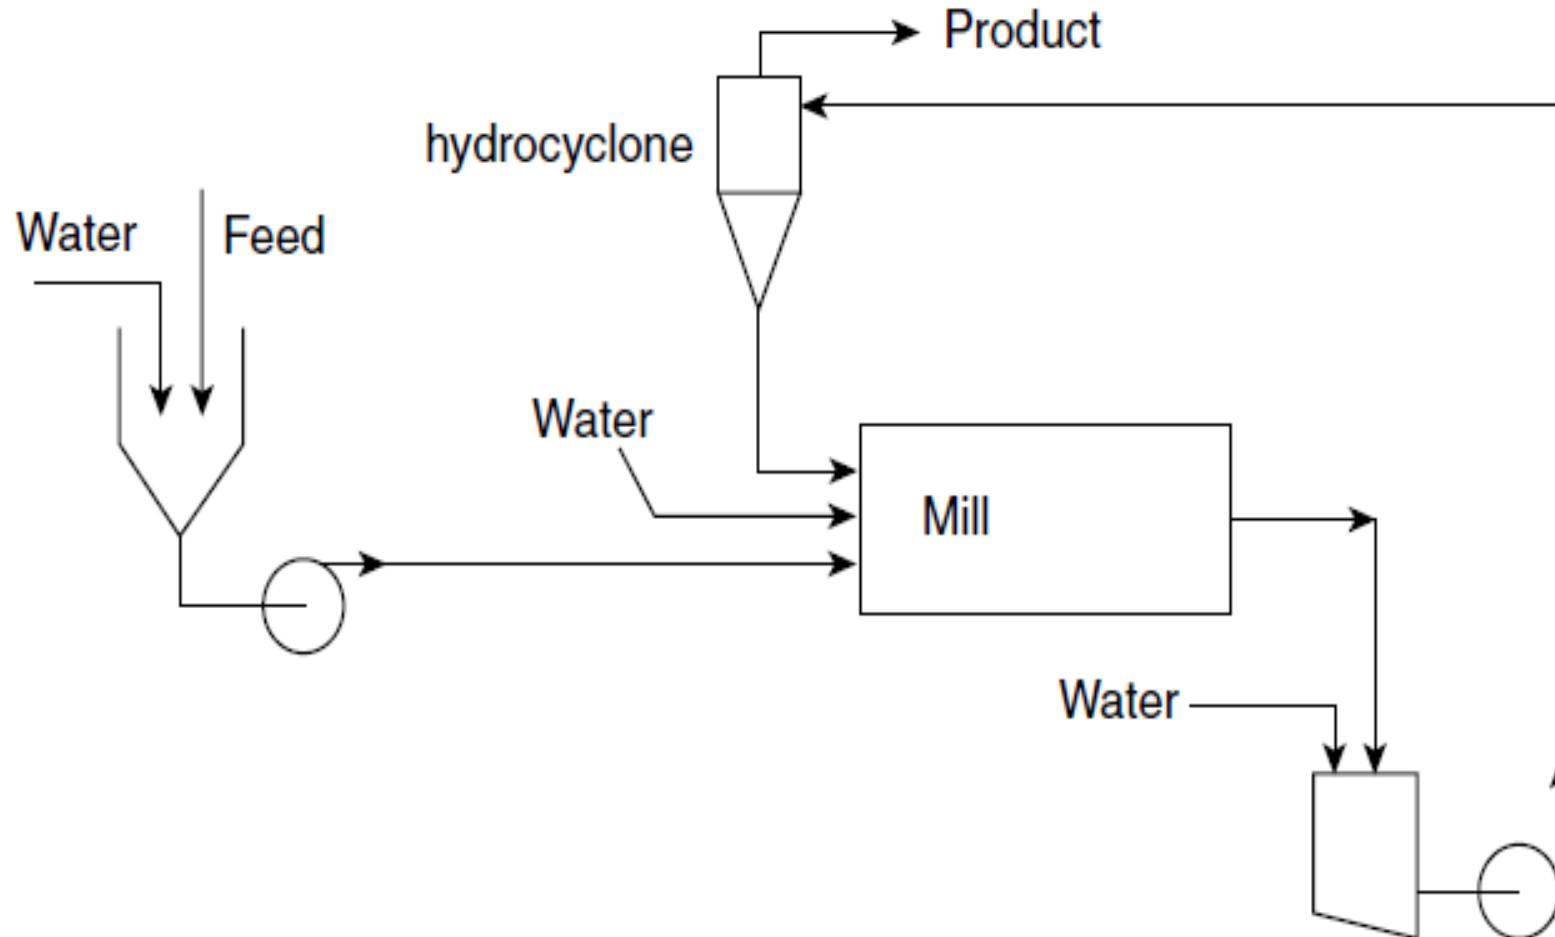 Product
hydrocyclone
Water
Feed
Water
Mill
Water